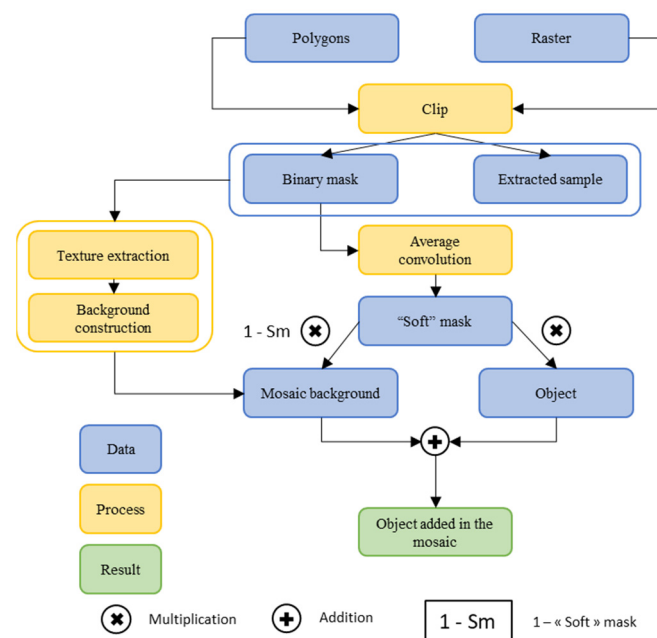 Polygons
Raster
Clip
Binary mask
Extracted sample
Texture extraction
Average
convolution
Background
construction
1 - Sm
“Soft” mask
Mosaic background
Object
Data
Process
Object added in the
mosaic
Result
Multiplication
Addition
1 - Sm
1 – « Soft » mask